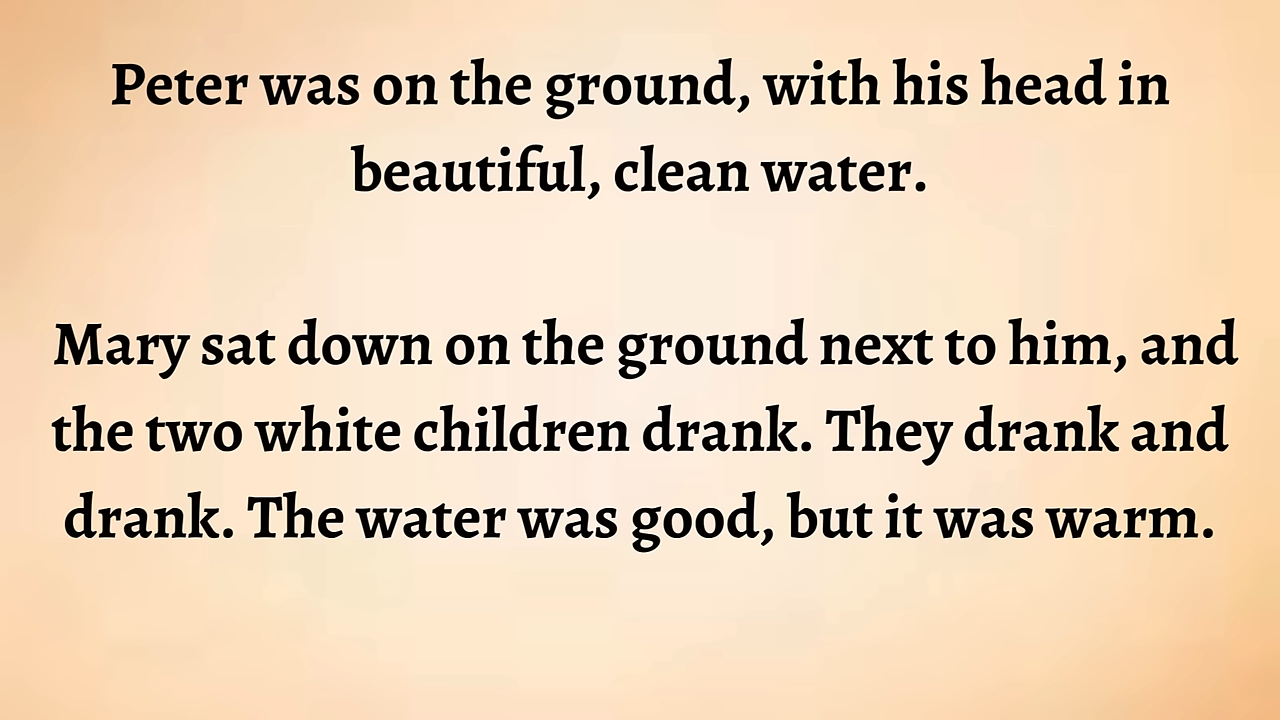 Peter was on the ground, with his head in
beautiful, clean water.
Mary sat down on the ground next to him, and
the two white children drank. They drank and
drank. The water was good, but it was warm.